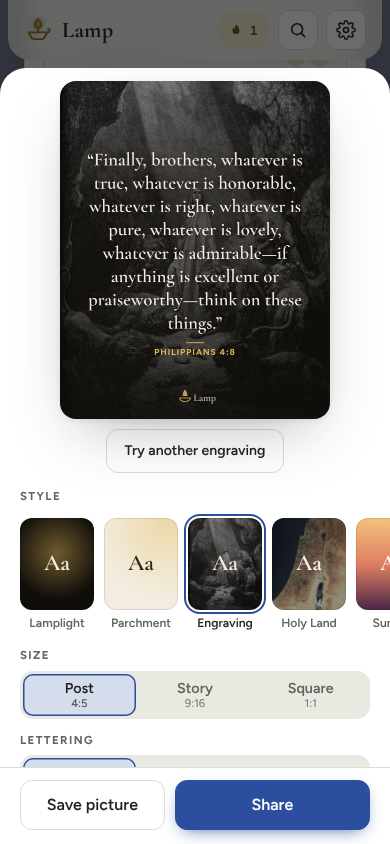 Lamp
1
“Finally, brothers, whatever is
true, whatever is honorable,
whatever is right, whatever is
pure, whatever is lovely,
whatever is admirable—if
anything is excellent or
praiseworthy—think on these
things.”
PHILIPPIANS 4:8
Lamp
Try another engraving
STYLE
Aa
Aa
Aa
Aa
A
Lamplight
Parchment
Engraving
Holy Land
Sun
SIZE
Post
4:5
Story
9:16
Square
1:1
LETTERING
Save picture
Share